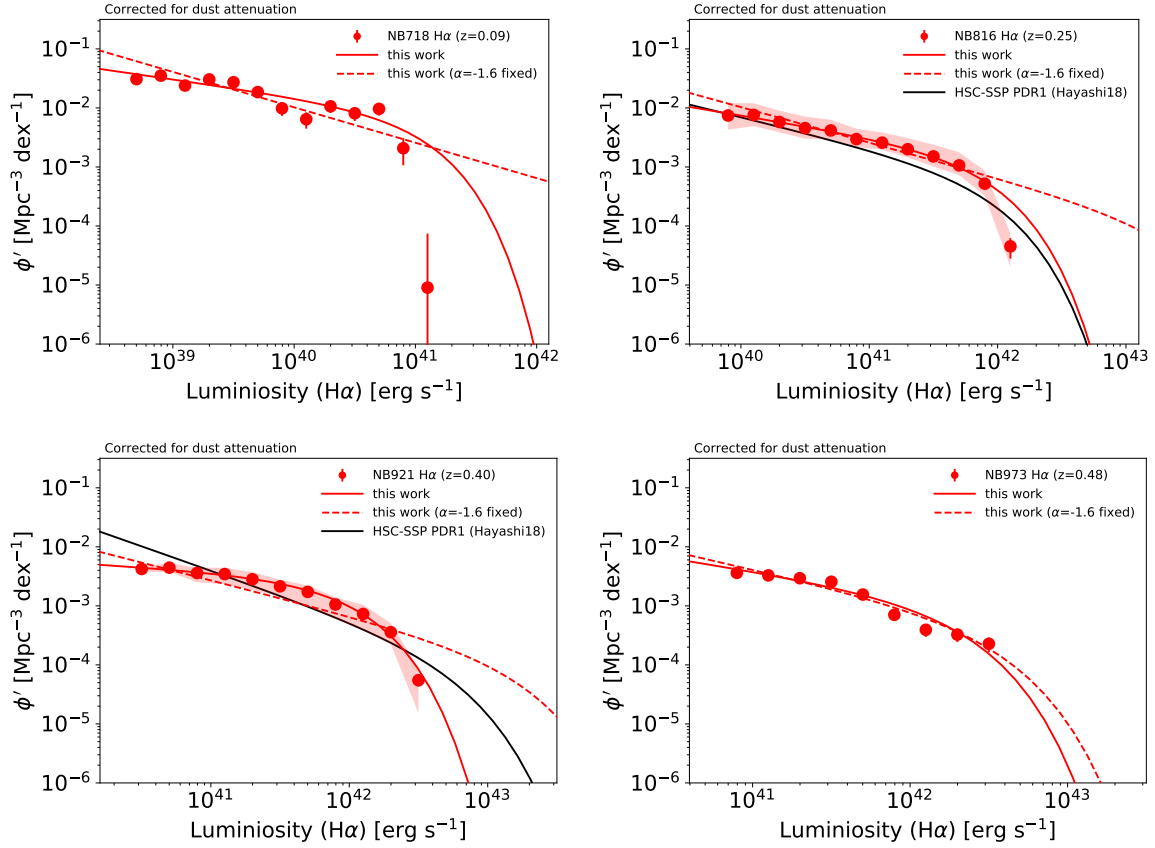 Corrected for dust attenuation
NB718 Hα (z=0.09)
this work
this work (α=-1.6 fixed)
10⁻¹
10⁻²
10⁻³
10⁻⁴
10⁻⁵
10⁻⁶
ϕ′ [Mpc⁻³ dex⁻¹]
10³⁹ 10⁴⁰ 10⁴¹ 10⁴²
Luminiosity (Hα) [erg s⁻¹]
Corrected for dust attenuation
NB816 Hα (z=0.25)
this work
this work (α=-1.6 fixed)
HSC-SSP PDR1 (Hayashi18)
10⁻¹
10⁻²
10⁻³
10⁻⁴
10⁻⁵
10⁻⁶
ϕ′ [Mpc⁻³ dex⁻¹]
10⁴⁰ 10⁴¹ 10⁴² 10⁴³
Luminiosity (Hα) [erg s⁻¹]
Corrected for dust attenuation
NB921 Hα (z=0.40)
this work
this work (α=-1.6 fixed)
HSC-SSP PDR1 (Hayashi18)
10⁻¹
10⁻²
10⁻³
10⁻⁴
10⁻⁵
10⁻⁶
ϕ′ [Mpc⁻³ dex⁻¹]
10⁴¹ 10⁴² 10⁴³
Luminiosity (Hα) [erg s⁻¹]
Corrected for dust attenuation
NB973 Hα (z=0.48)
this work
this work (α=-1.6 fixed)
10⁻¹
10⁻²
10⁻³
10⁻⁴
10⁻⁵
10⁻⁶
ϕ′ [Mpc⁻³ dex⁻¹]
10⁴¹ 10⁴² 10⁴³
Luminiosity (Hα) [erg s⁻¹]